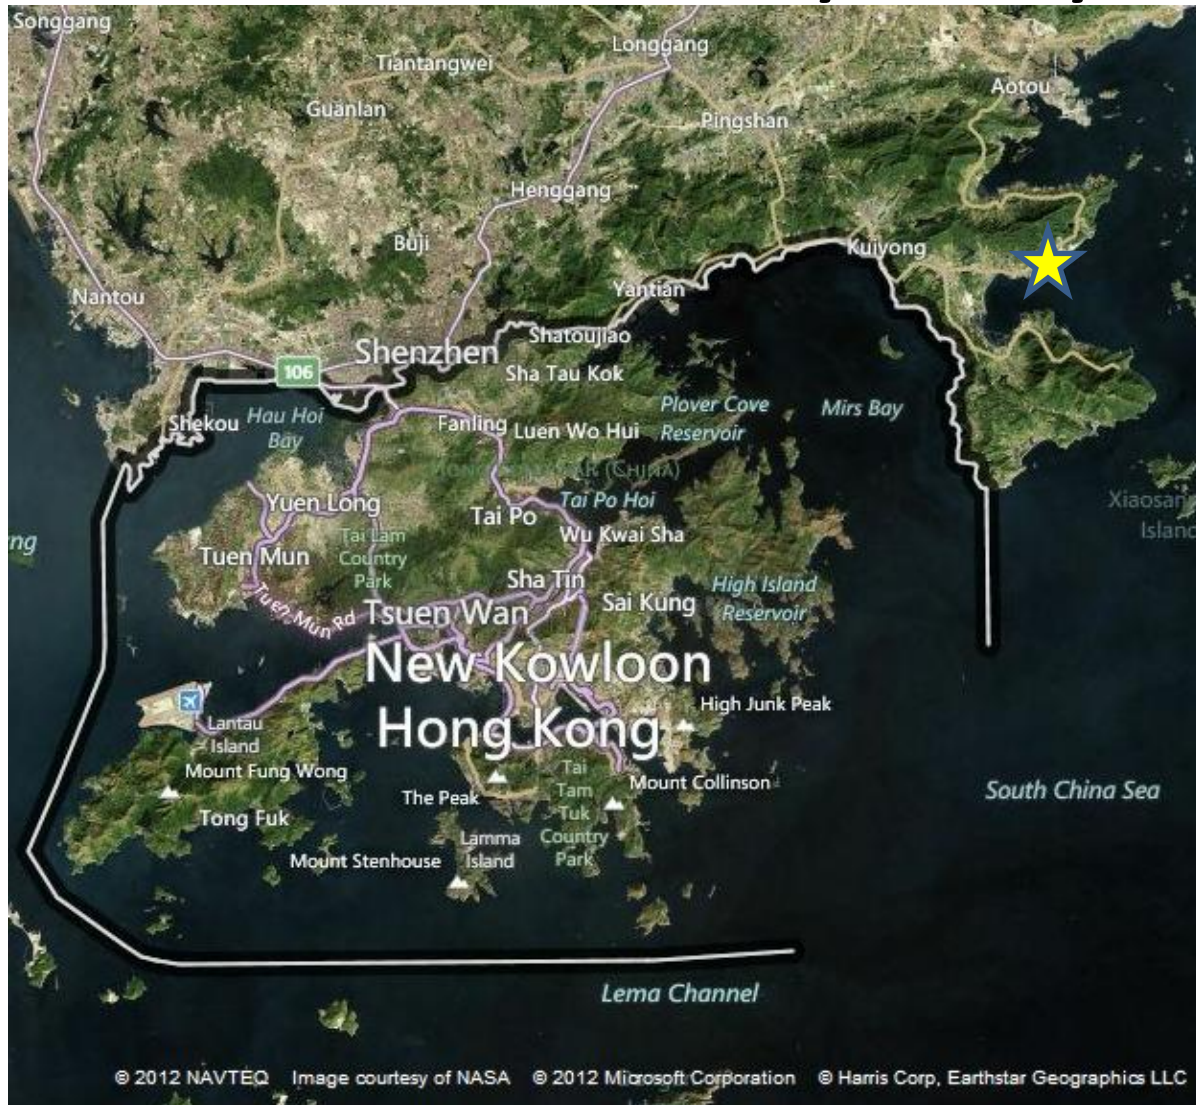 Songgang
Longgang
Tiantangwei
Aotou
Guanlan
Pingshan
Henggang
Buji
Kuiyong
Yantian
Nantou
Shatoujiao
Shenzhen
106
Sha Tau Kok
Plover Cove
Reservoir
Mirs Bay
Hau Hoi
Bay
Shekou
Fanling
Luen Wo Hui
Tai Po Hoi
Yuen Long
Tai Po
Wu Kwai Sha
Tai Lam
Country
Park
Tuen Mun
Sha Tin
High Island
Reservoir
Tuen Mun Rd
Tsuen Wan
Sai Kung
New Kowloon
Hong Kong
High Junk Peak
Lantau
Island
Mount Fung Wong
Tai
Tam
Tuk
Country
Park
Mount Collinson
The Peak
South China Sea
Tong Fuk
Lamma
Island
Mount Stenhouse
Lema Channel
© 2012 NAVTEQ Image courtesy of NASA © 2012 Microsoft Corporation © Harris Corp, Earthstar Geographics LLC